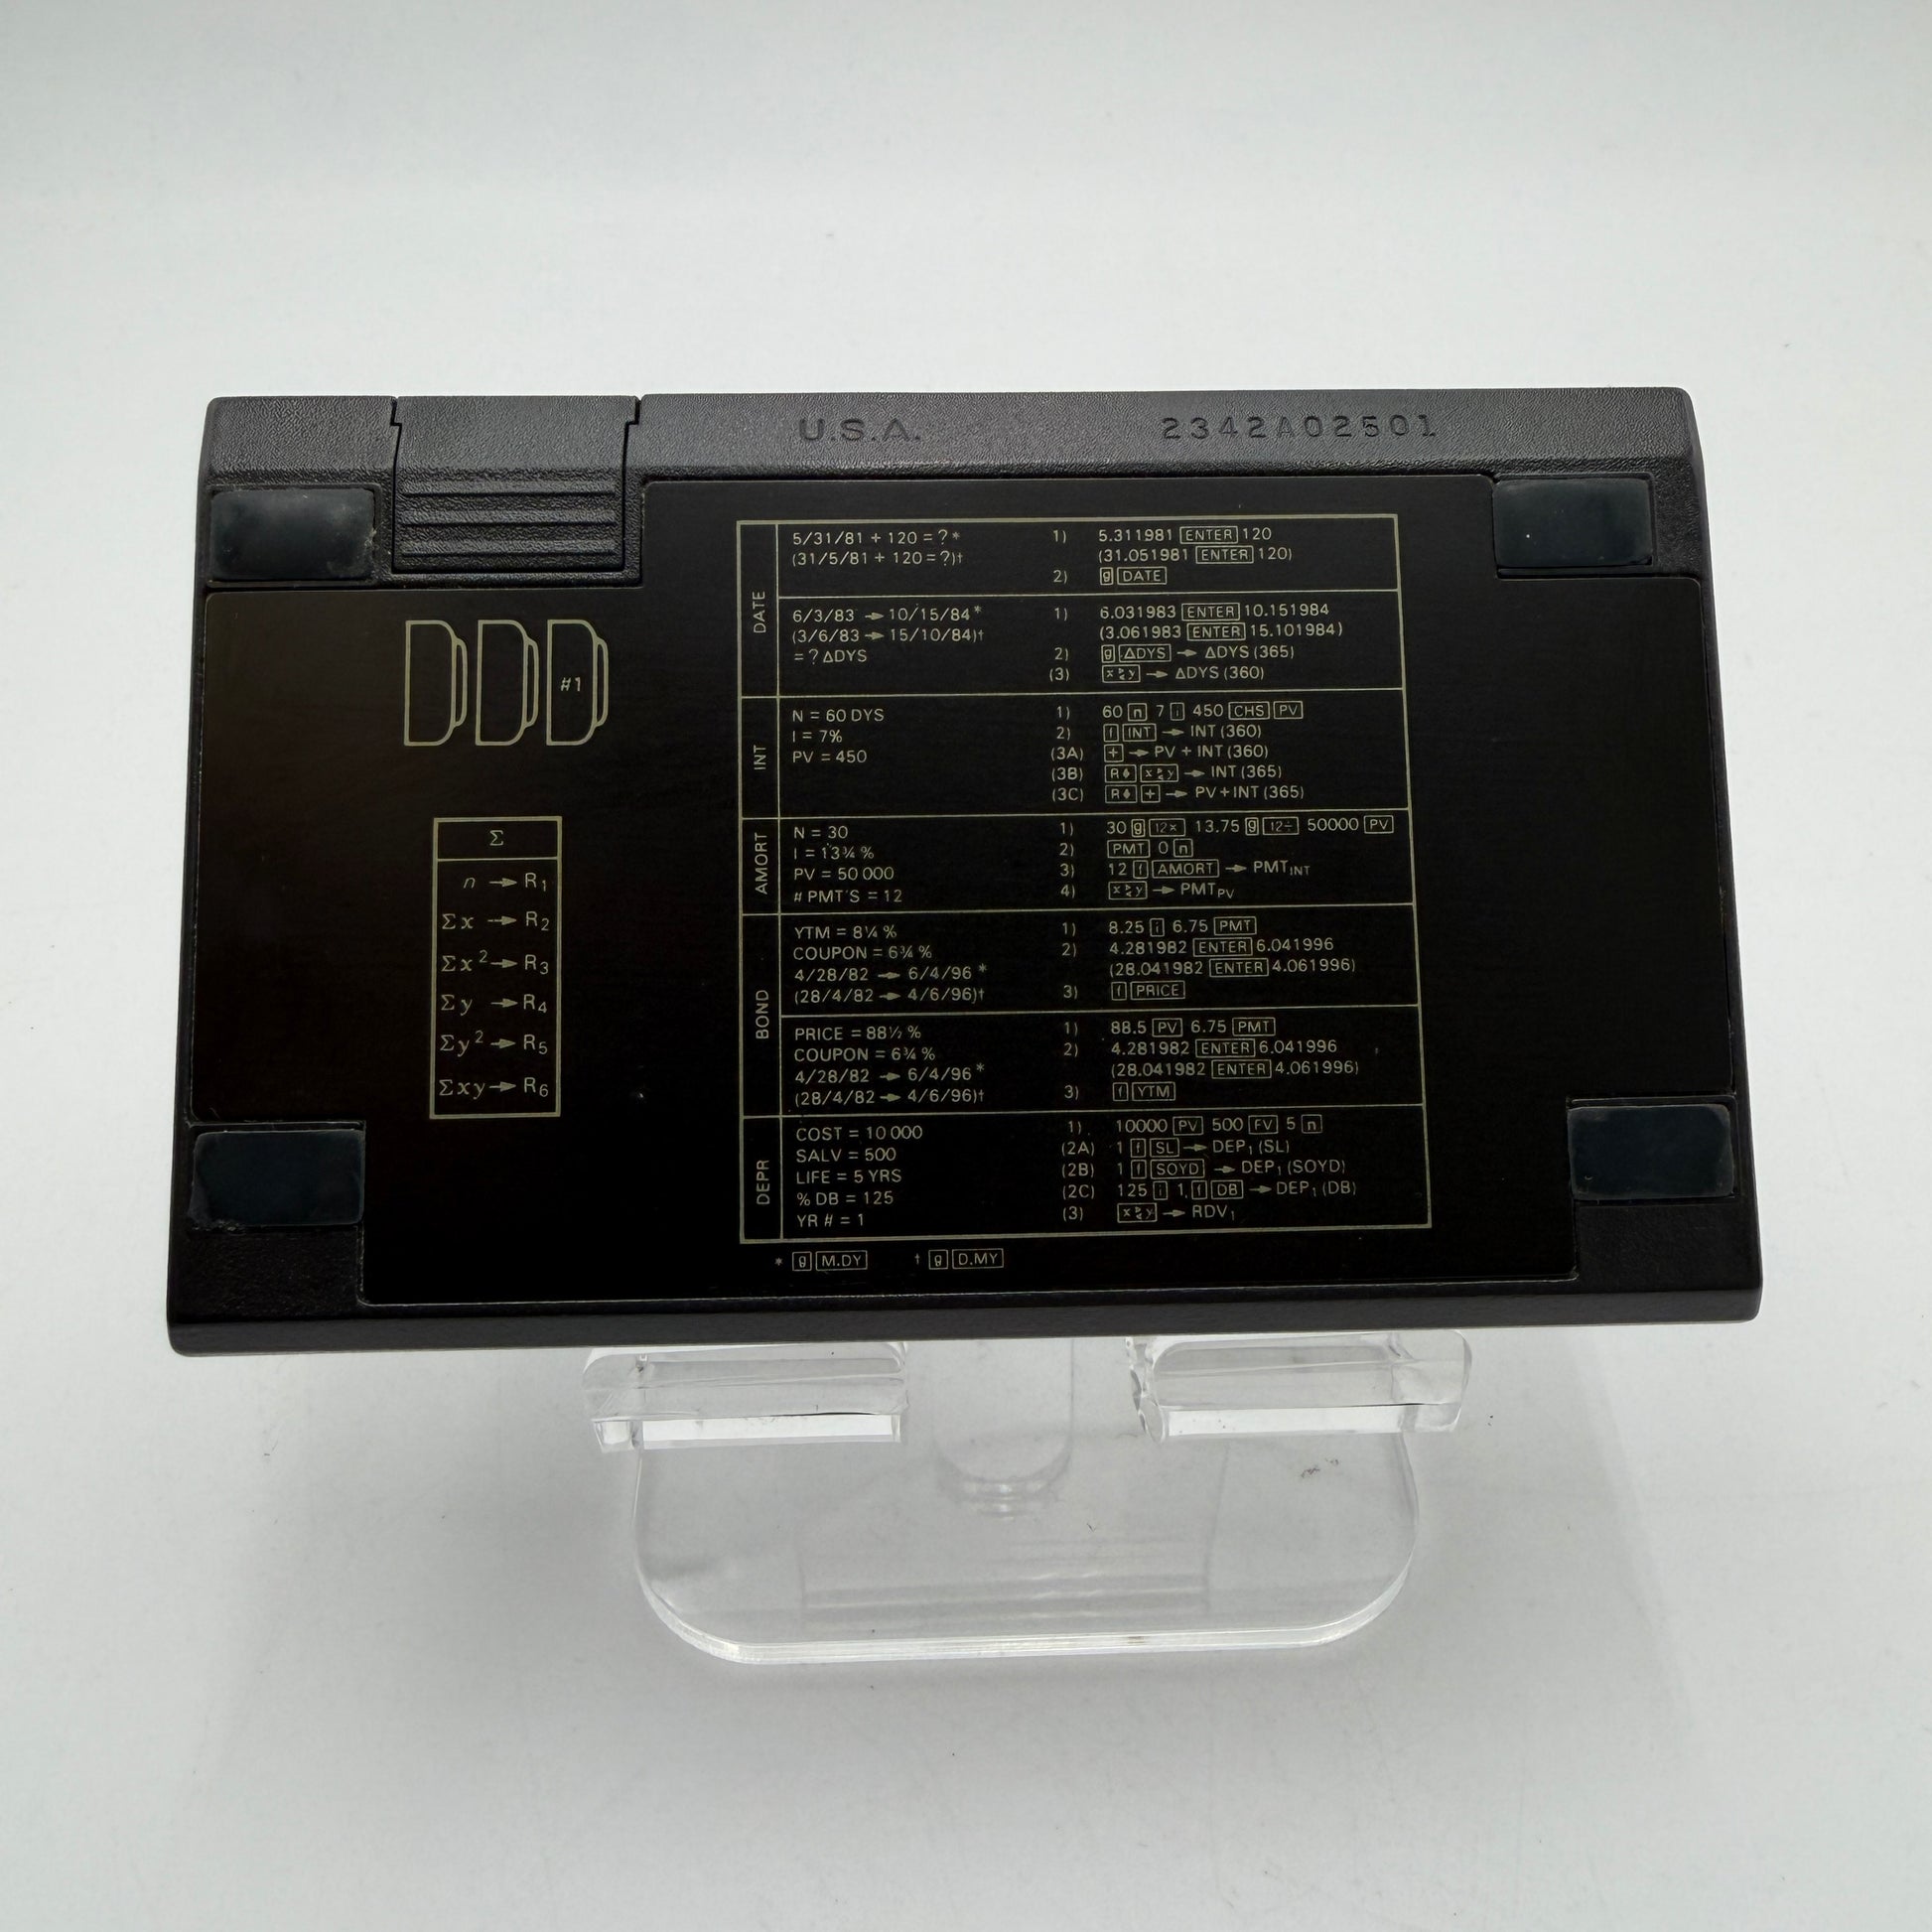 U.S.A. 2342A02501
#1
Σ
n → R1
Σx → R2
Σx² → R3
Σy → R4
Σy² → R5
Σxy → R6
DATE
5/31/81 + 120 = ? * 1) 5.311981 ENTER 120
(31/5/81 + 120 = ?)† (31.051981 ENTER 120)
2) g DATE
6/3/83 → 10/15/84 * 1) 6.031983 ENTER 10.151984
(3/6/83 → 15/10/84)† (3.061983 ENTER 15.101984)
= ? ΔDYS 2) g ΔDYS → ΔDYS (365)
(3) x≷y → ΔDYS (360)
INT
N = 60 DYS 1) 60 n 7 i 450 CHS PV
I = 7% 2) f INT → INT (360)
PV = 450 (3A) + → PV + INT (360)
(3B) R↓ x≷y → INT (365)
(3C) R↓ + → PV + INT (365)
AMORT
N = 30 1) 30 g 12× 13.75 g 12÷ 50000 PV
I = 13¾ % 2) PMT 0 n
PV = 50 000 3) 12 f AMORT → PMT INT
# PMT'S = 12 4) x≷y → PMT PV
BOND
YTM = 8¼ % 1) 8.25 i 6.75 PMT
COUPON = 6¾ % 2) 4.281982 ENTER 6.041996
4/28/82 → 6/4/96 * (28.041982 ENTER 4.061996)
(28/4/82 → 4/6/96)† 3) f PRICE
PRICE = 88½ % 1) 88.5 PV 6.75 PMT
COUPON = 6¾ % 2) 4.281982 ENTER 6.041996
4/28/82 → 6/4/96 * (28.041982 ENTER 4.061996)
(28/4/82 → 4/6/96)† 3) f YTM
DEPR
COST = 10 000 1) 10000 PV 500 FV 5 n
SALV = 500 (2A) 1 f SL → DEP1 (SL)
LIFE = 5 YRS (2B) 1 f SOYD → DEP1 (SOYD)
% DB = 125 (2C) 125 i 1, f DB → DEP1 (DB)
YR # = 1 (3) x≷y → RDV1
* g M.DY † g D.MY